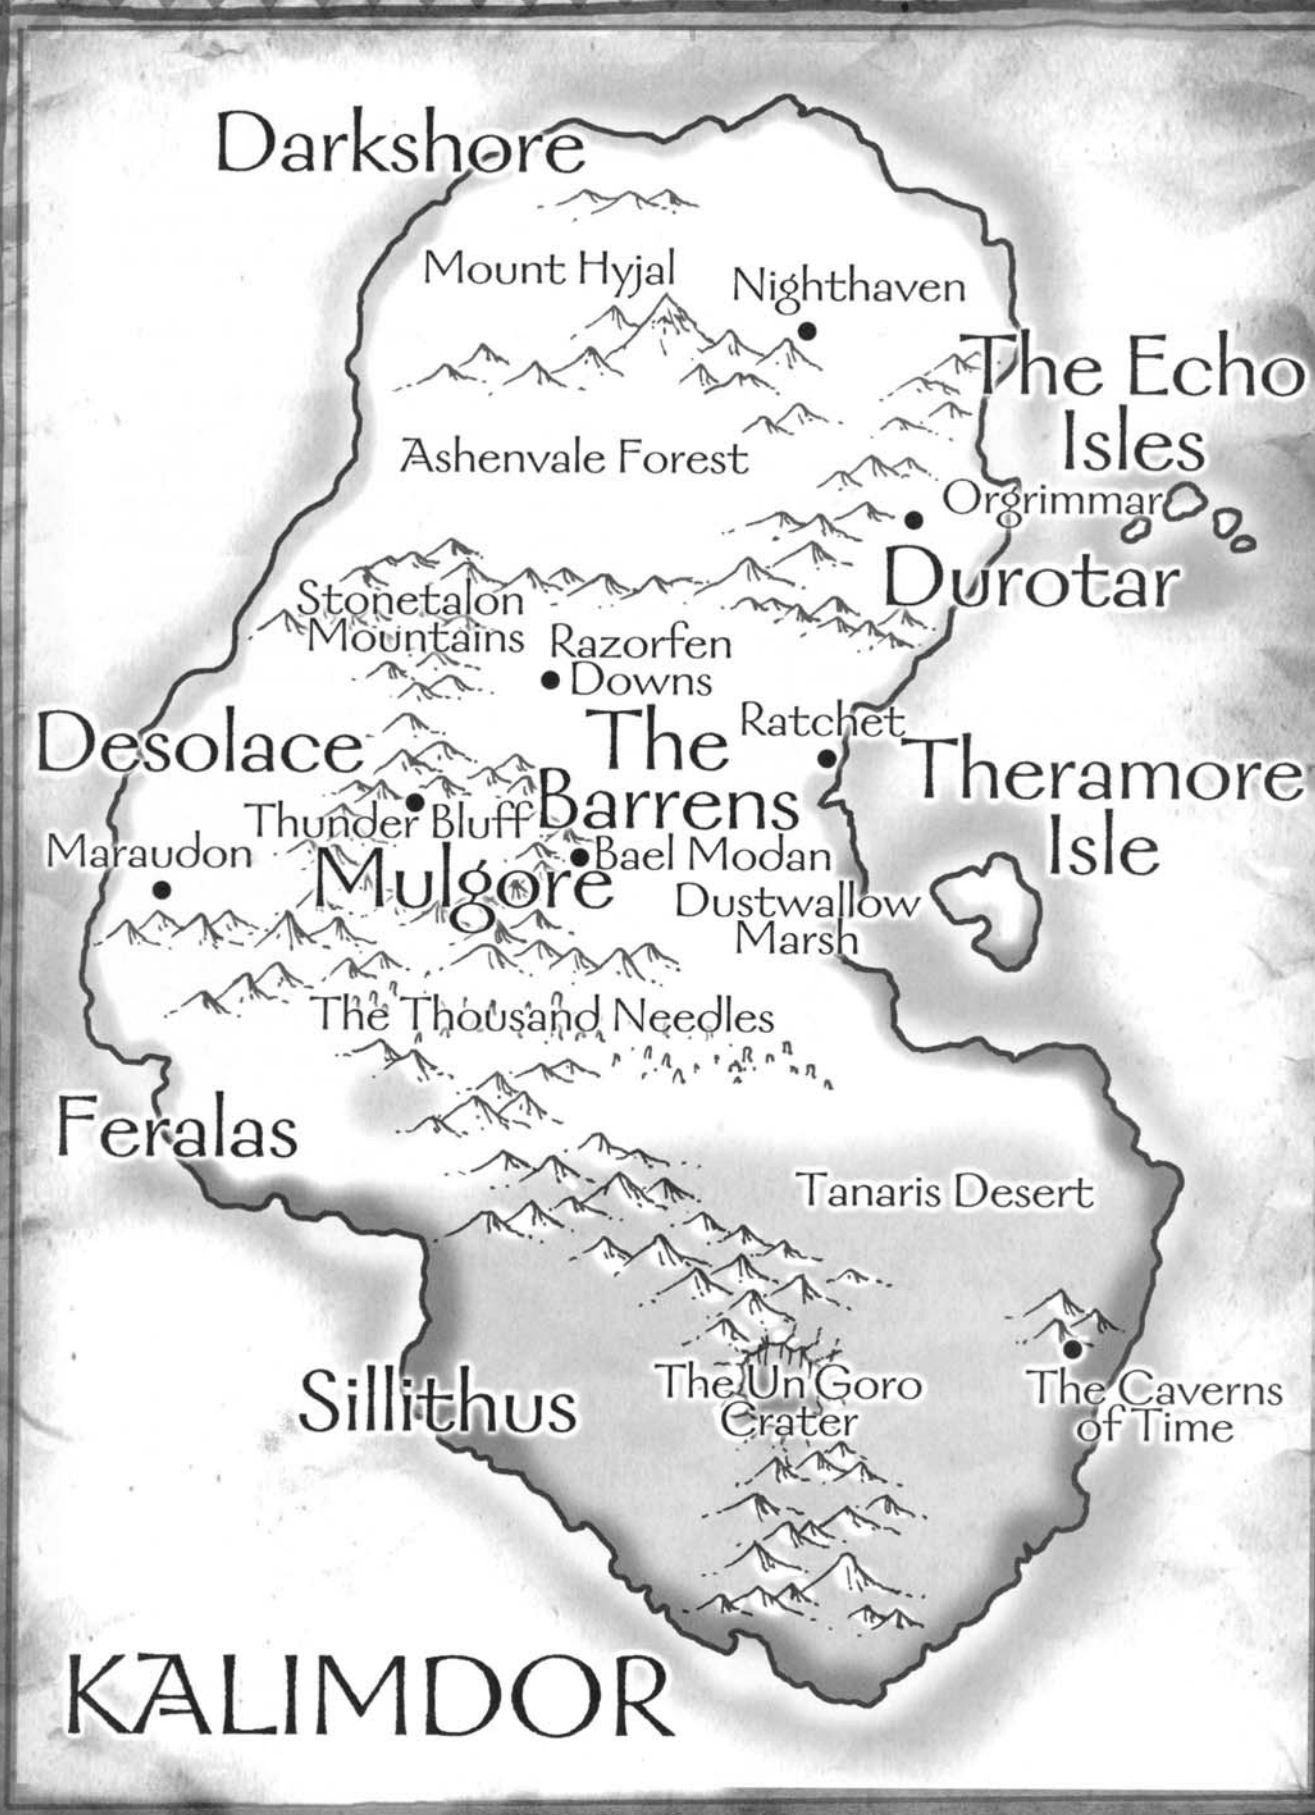 Darkshore
Mount Hyjal
Nighthaven
The Echo
Isles
Ashenvale Forest
Orgrimmar
Durotar
Stonetalon
Mountains
Razorfen
Downs
Desolace
The
Barrens
Ratchet
Theramore
Isle
Thunder Bluff
Maraudon
Mulgore
Bael Modan
Dustwallow
Marsh
The Thousand Needles
Feralas
Tanaris Desert
Sillithus
The Un'Goro
Crater
The Caverns
of Time
KALIMDOR